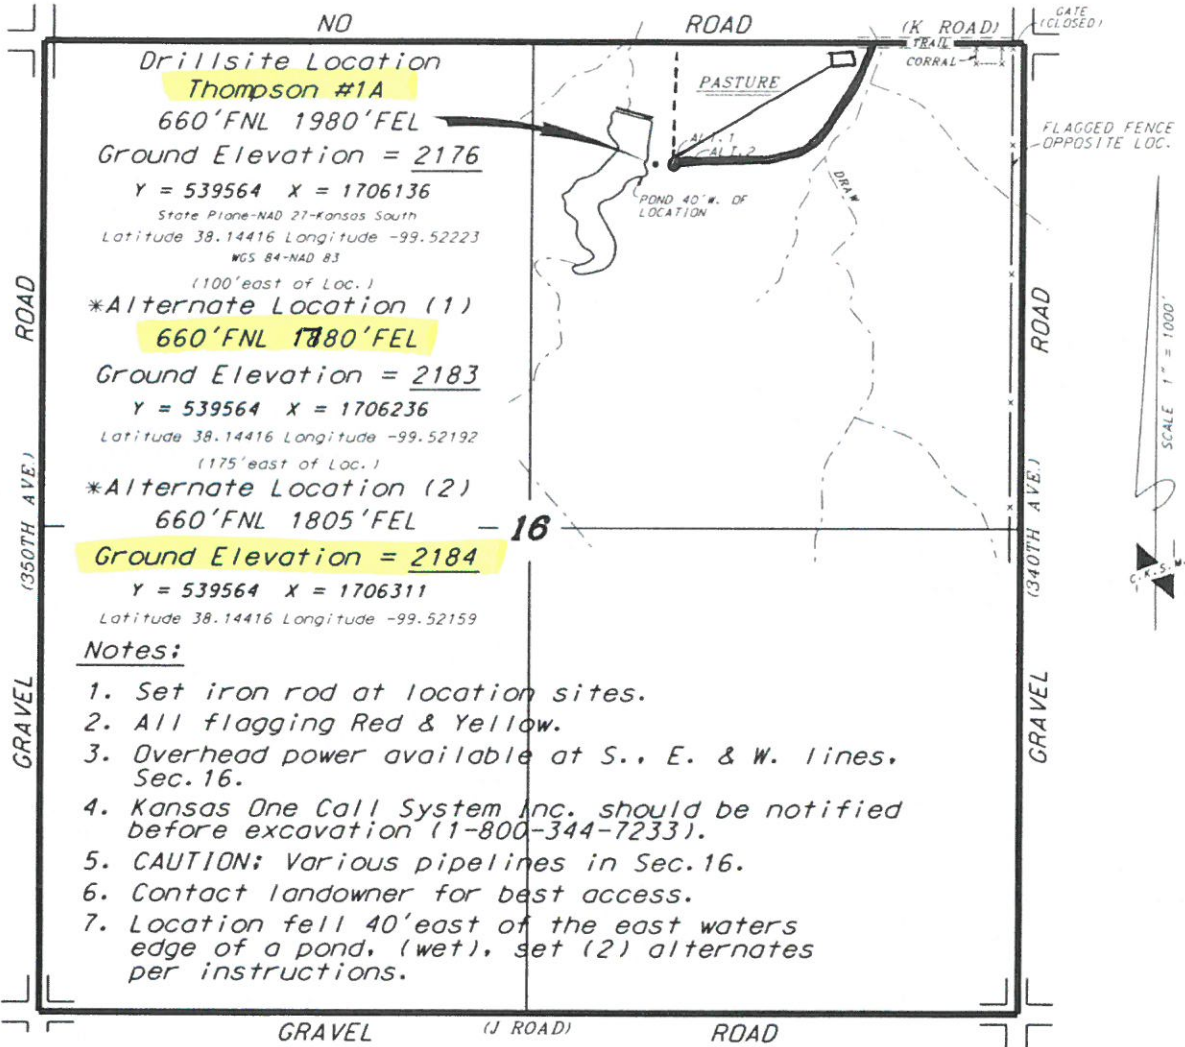 NO ROAD (K ROAD)
GATE
(CLOSED)
TRAIL
CORRAL
Drillsite Location
Thompson #1A
660'FNL 1980'FEL
Ground Elevation = 2176
Y = 539564 X = 1706136
State Plane-NAD 27-Kansas South
Latitude 38.14416 Longitude -99.52223
WGS 84-NAD 83
(100'east of Loc.)
*Alternate Location (1)
660'FNL 1880'FEL
Ground Elevation = 2183
Y = 539564 X = 1706236
Latitude 38.14416 Longitude -99.52192
(175'east of Loc.)
*Alternate Location (2)
660'FNL 1805'FEL
Ground Elevation = 2184
Y = 539564 X = 1706311
Latitude 38.14416 Longitude -99.52159
PASTURE
ALT.1
ALT.2
POND 40'W. OF
LOCATION
DRAW
FLAGGED FENCE
OPPOSITE LOC.
16
ROAD
(350TH AVE.)
GRAVEL
ROAD
(340TH AVE.)
GRAVEL
SCALE 1" = 1000'
C.K.S.W.
Notes:
1. Set iron rod at location sites.
2. All flagging Red & Yellow.
3. Overhead power available at S., E. & W. lines,
Sec.16.
4. Kansas One Call System Inc. should be notified
before excavation (1-800-344-7233).
5. CAUTION: Various pipelines in Sec.16.
6. Contact landowner for best access.
7. Location fell 40'east of the east waters
edge of a pond, (wet), set (2) alternates
per instructions.
GRAVEL (J ROAD) ROAD